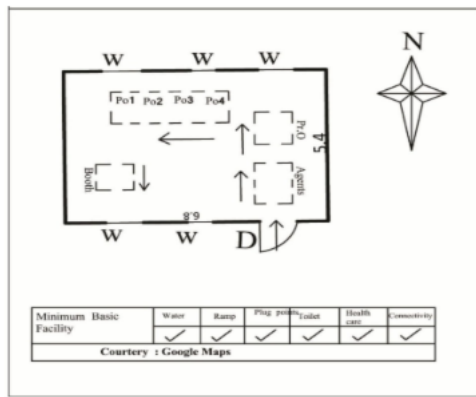 W W W
N
Po1 Po2 Po3 Po4
Pr.O
5.4
Booth
Agents
6.8
W W D
Minimum Basic Facility
Water Ramp Plug points Toilet Health care Connectivity
Courtery : Google Maps